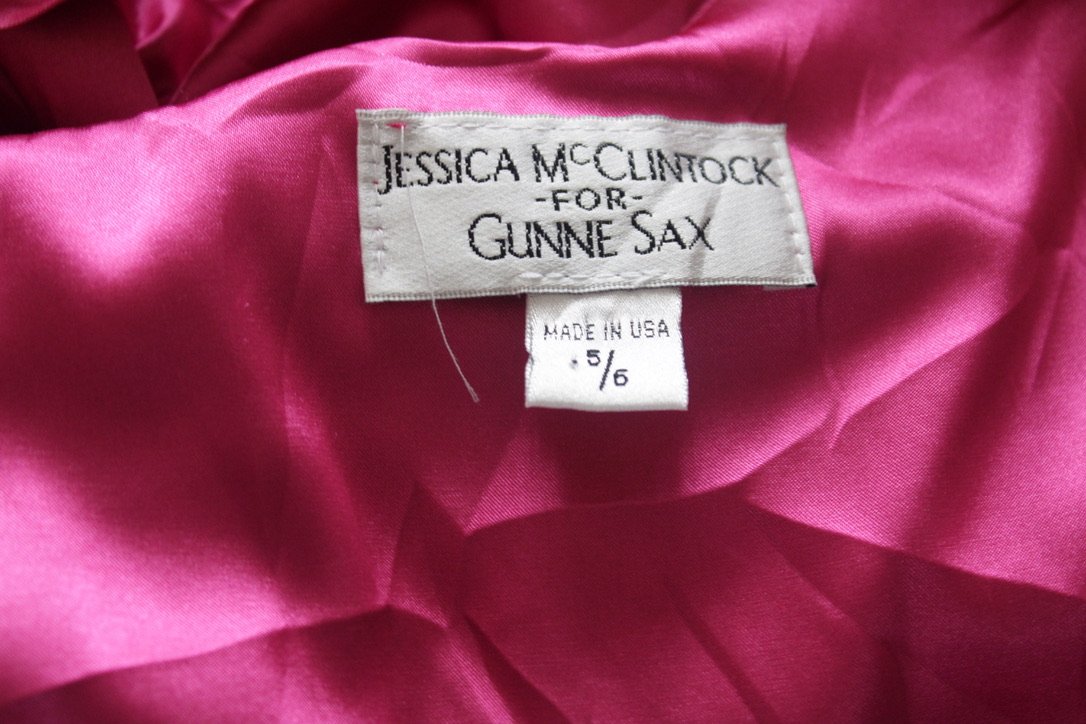 JESSICA McCLINTOCK
-FOR-
GUNNE SAX
MADE IN USA
5/6